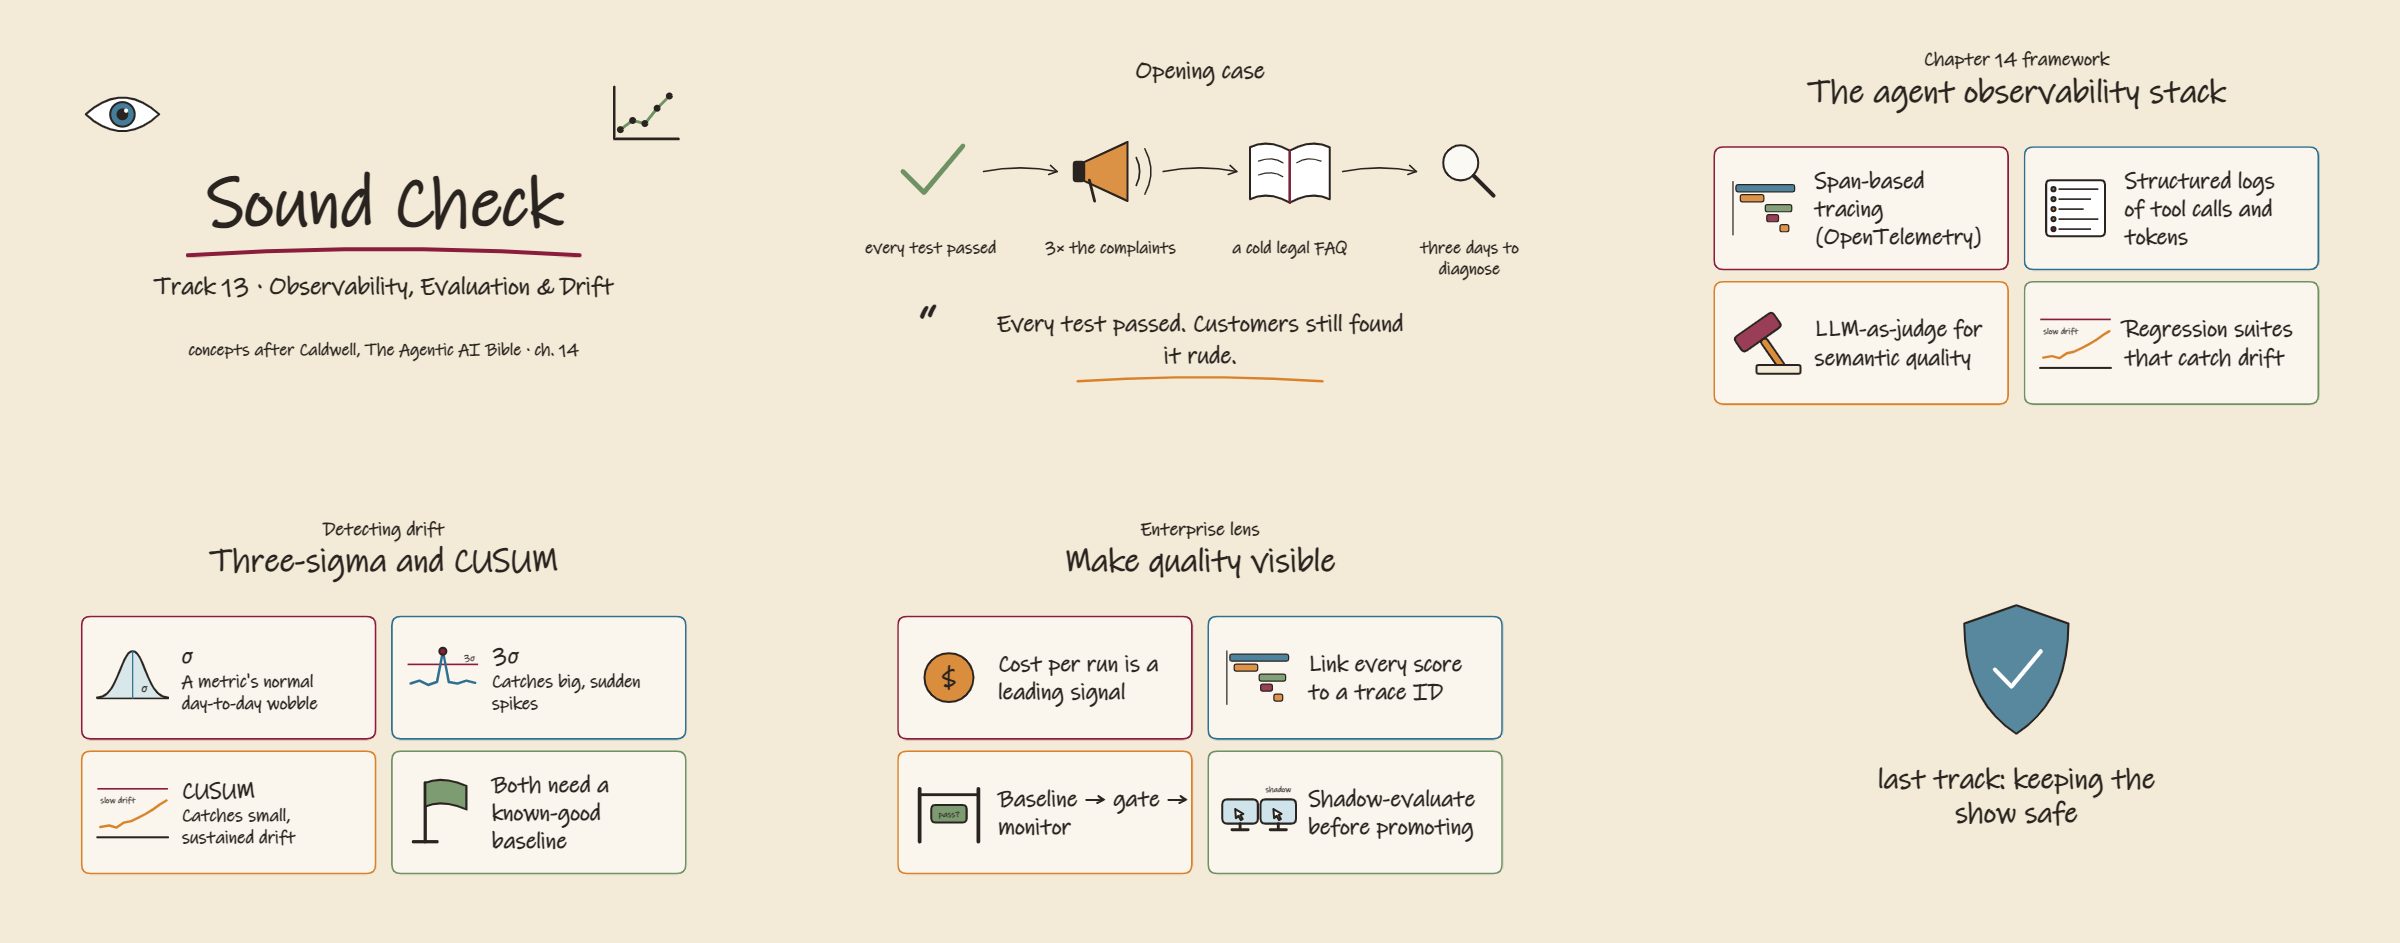 Sound Check
Track 13 · Observability, Evaluation & Drift
concepts after Caldwell, The Agentic AI Bible · ch. 14
Opening case
every test passed
3× the complaints
a cold legal FAQ
three days to
diagnose
“
Every test passed. Customers still found
it rude.
Chapter 14 framework
The agent observability stack
Span-based
tracing
(OpenTelemetry)
Structured logs
of tool calls and
tokens
LLM-as-judge for
semantic quality
slow drift
Regression suites
that catch drift
Detecting drift
Three-sigma and CUSUM
σ
σ
A metric's normal
day-to-day wobble
3σ
3σ
Catches big, sudden
spikes
slow drift
CUSUM
Catches small,
sustained drift
Both need a
known-good
baseline
Enterprise lens
Make quality visible
$
Cost per run is a
leading signal
Link every score
to a trace ID
pass?
Baseline → gate →
monitor
shadow
Shadow-evaluate
before promoting
last track: keeping the
show safe